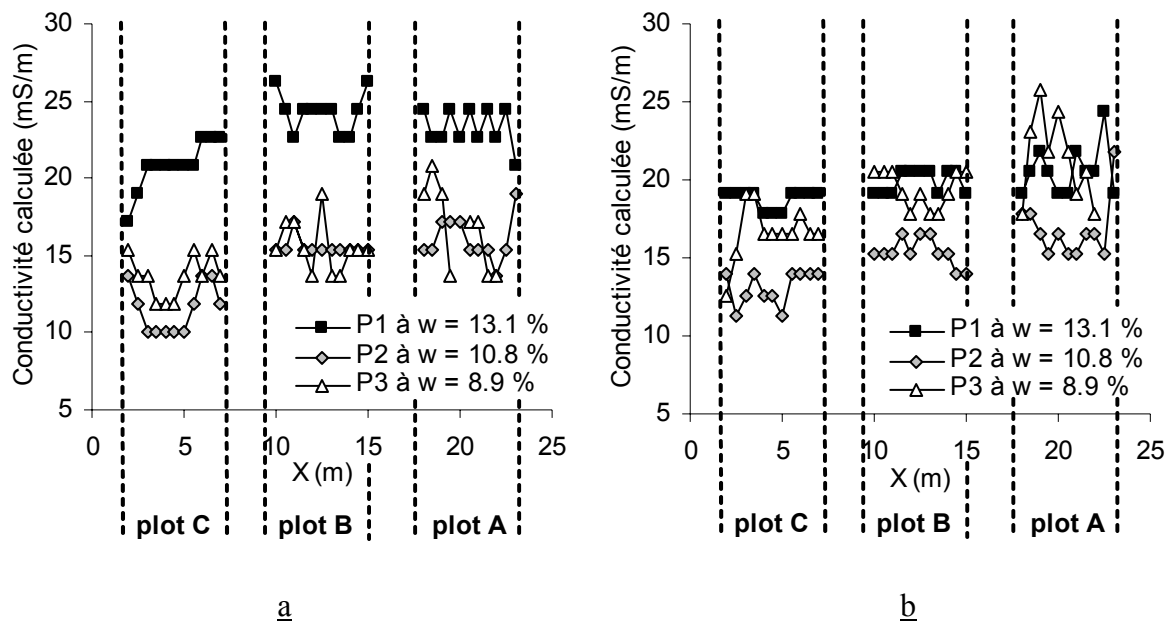 Conductivité calculée (mS/m)
30
25
20
15
10
5
P1 à w = 13.1 %
P2 à w = 10.8 %
P3 à w = 8.9 %
0 5 10 15 20 25
X (m)
plot C plot B plot A
a
Conductivité calculée (mS/m)
30
25
20
15
10
5
P1 à w = 13.1 %
P2 à w = 10.8 %
P3 à w = 8.9 %
0 5 10 15 20 25
X (m)
plot C plot B plot A
b